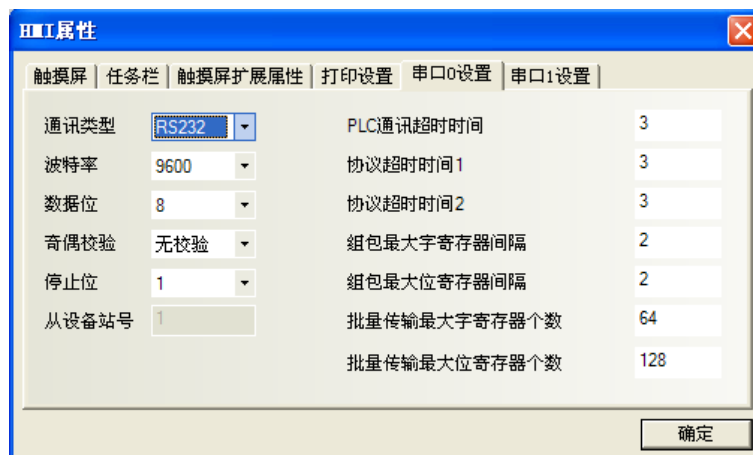 HMI属性
触摸屏 任务栏 触摸屏扩展属性 打印设置 串口0设置 串口1设置
通讯类型 RS232 PLC通讯超时时间 3
波特率 9600 协议超时时间1 3
数据位 8 协议超时时间2 3
奇偶校验 无校验 组包最大字寄存器间隔 2
停止位 1 组包最大位寄存器间隔 2
从设备站号 1 批量传输最大字寄存器个数 64
批量传输最大位寄存器个数 128
确定